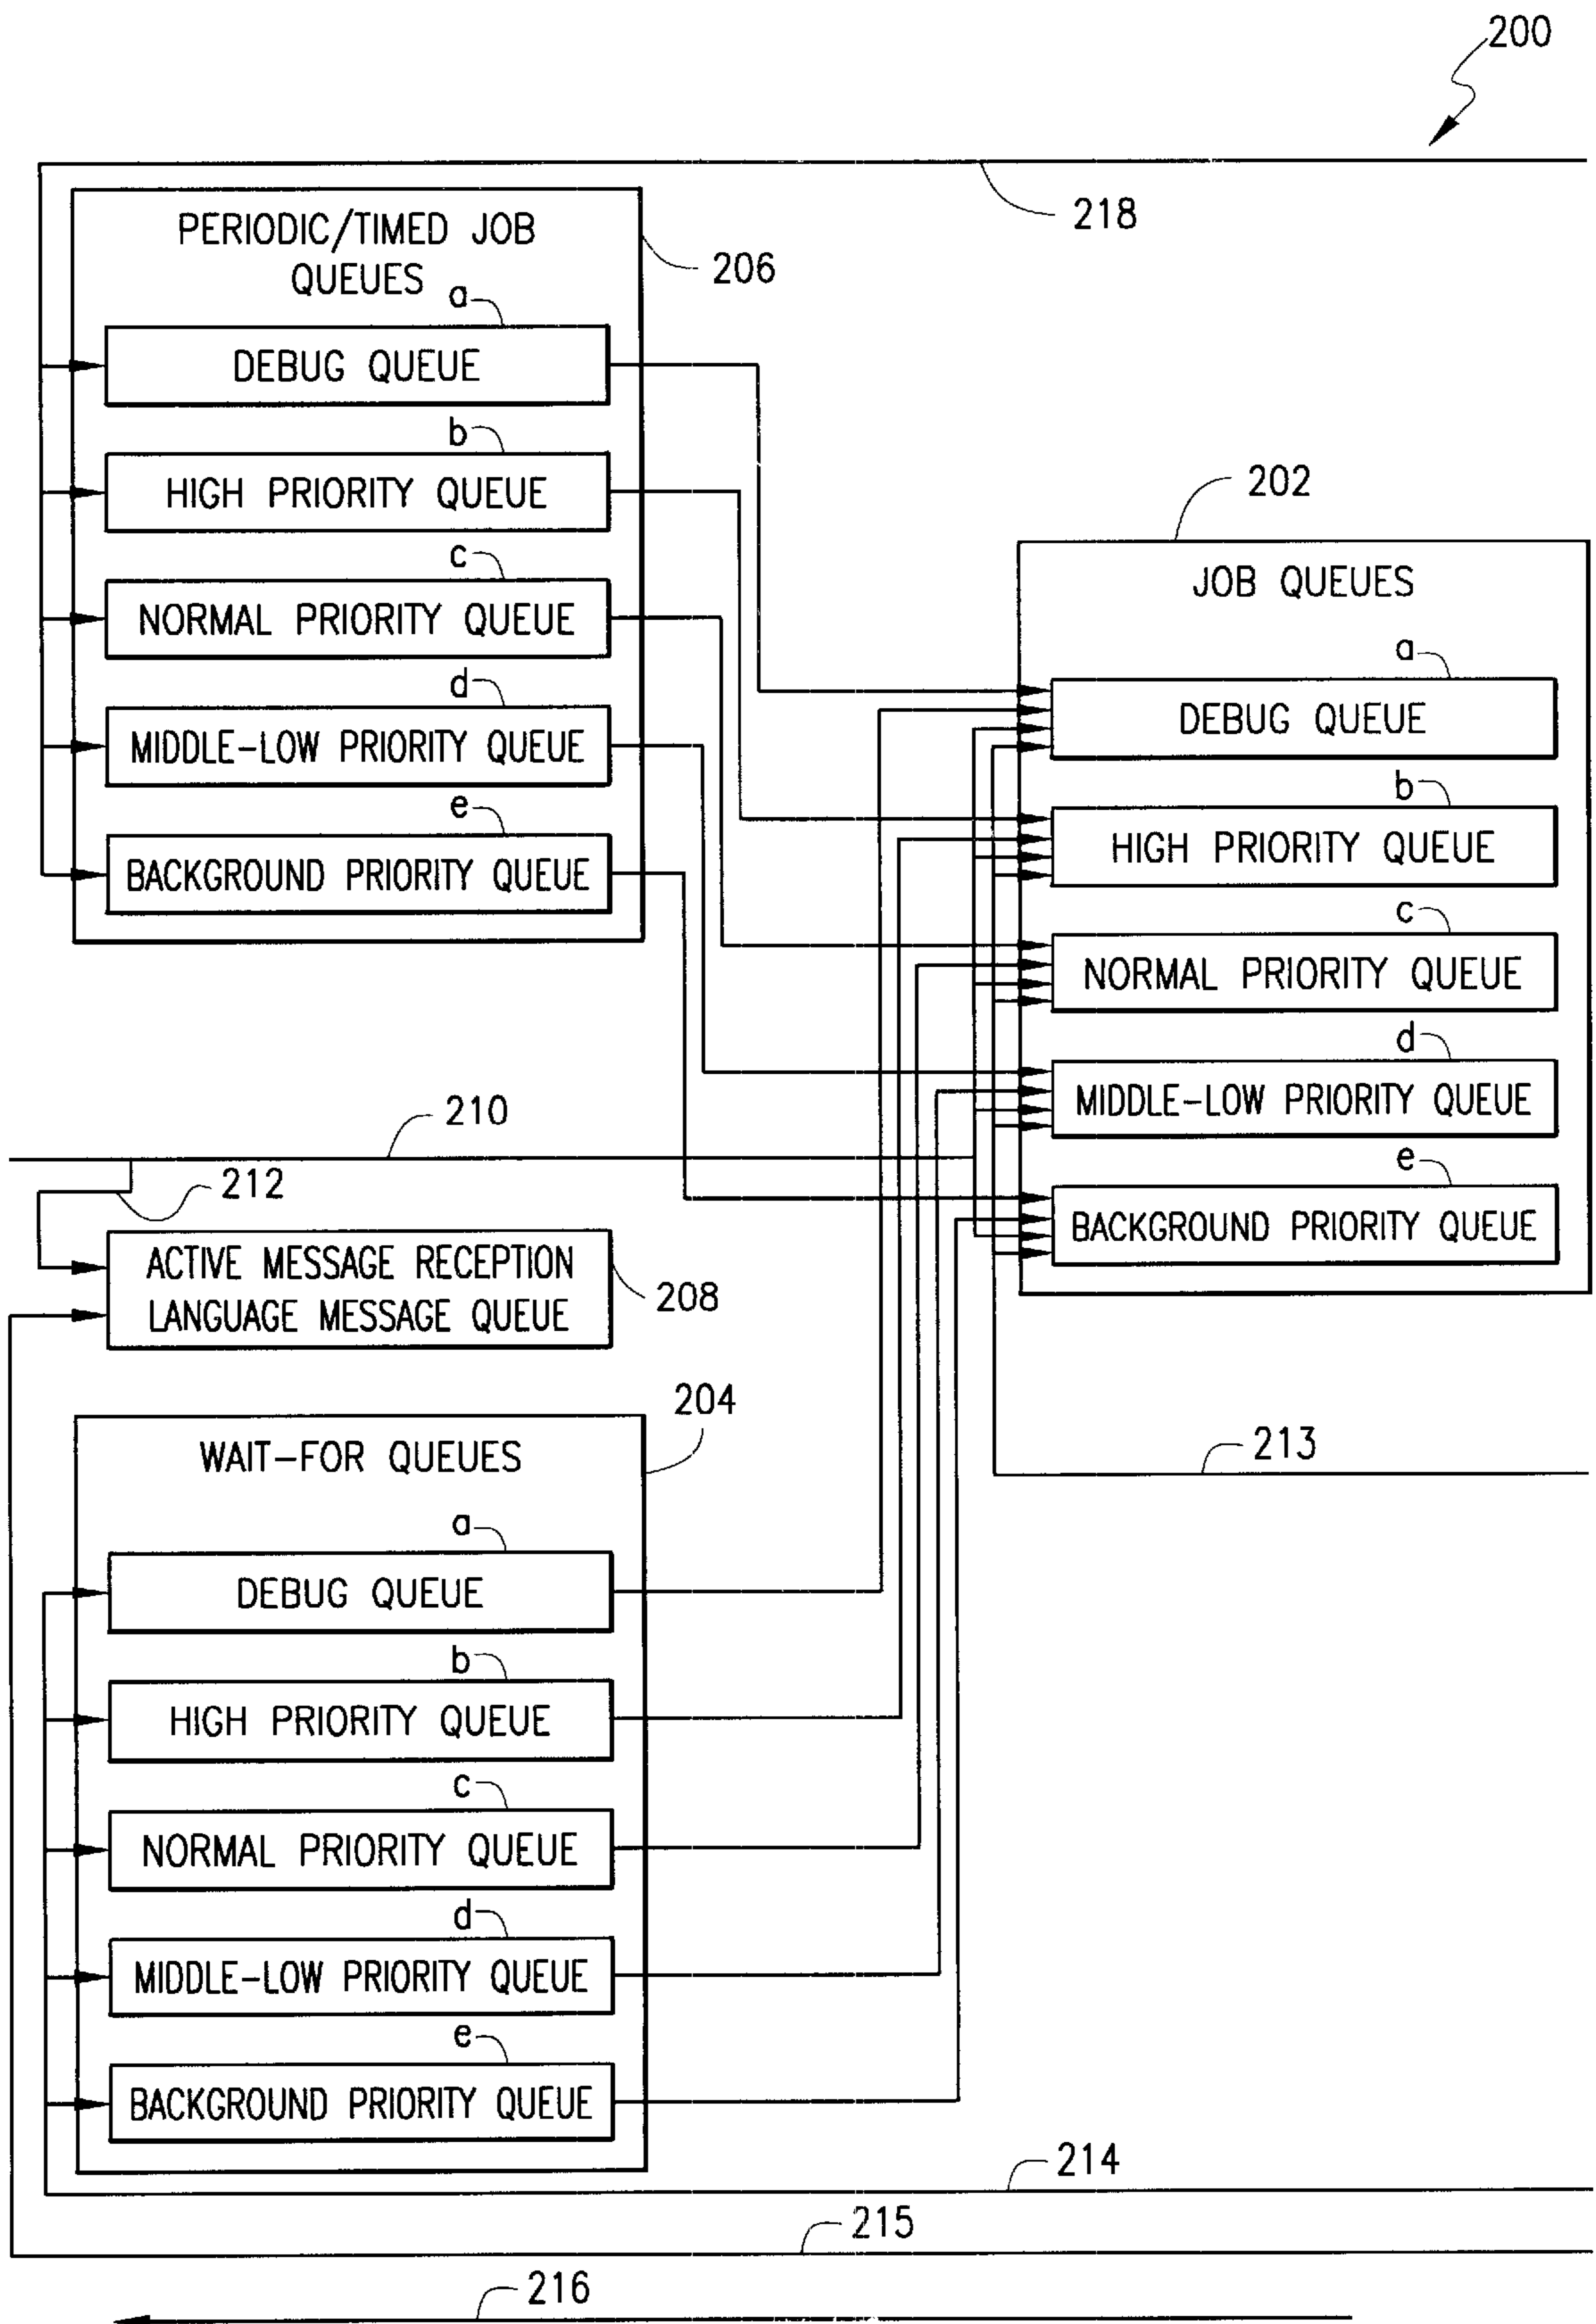 200
218
PERIODIC/TIMED JOB
QUEUES
206
a
DEBUG QUEUE
b
HIGH PRIORITY QUEUE
c
NORMAL PRIORITY QUEUE
d
MIDDLE-LOW PRIORITY QUEUE
e
BACKGROUND PRIORITY QUEUE
202
JOB QUEUES
a
DEBUG QUEUE
b
HIGH PRIORITY QUEUE
c
NORMAL PRIORITY QUEUE
d
MIDDLE-LOW PRIORITY QUEUE
e
BACKGROUND PRIORITY QUEUE
210
212
ACTIVE MESSAGE RECEPTION
LANGUAGE MESSAGE QUEUE
208
204
WAIT-FOR QUEUES
213
a
DEBUG QUEUE
b
HIGH PRIORITY QUEUE
c
NORMAL PRIORITY QUEUE
d
MIDDLE-LOW PRIORITY QUEUE
e
BACKGROUND PRIORITY QUEUE
214
215
216